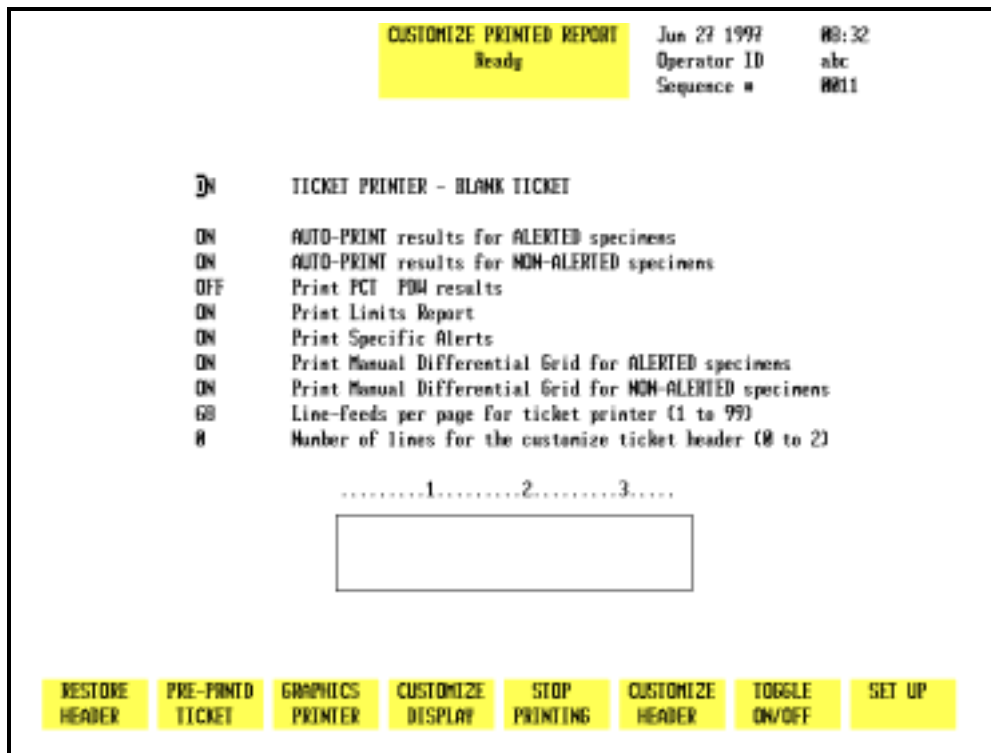 CUSTOMIZE PRINTED REPORT
Ready
Jun 27 1997 08:32
Operator ID abc
Sequence # 0011
ON TICKET PRINTER - BLANK TICKET
ON AUTO-PRINT results for ALERTED specimens
ON AUTO-PRINT results for NON-ALERTED specimens
OFF Print PCT PDW results
ON Print Limits Report
ON Print Specific Alerts
ON Print Manual Differential Grid for ALERTED specimens
ON Print Manual Differential Grid for NON-ALERTED specimens
Line-feeds per page for ticket printer (1 to 99)
0 Number of lines for the customize ticket header (0 to 2)
.........1.........2.........3.....
RESTORE HEADER
PRE-PRNTD TICKET
GRAPHICS PRINTER
CUSTOMIZE DISPLAY
STOP PRINTING
CUSTOMIZE HEADER
TOGGLE ON/OFF
SET UP